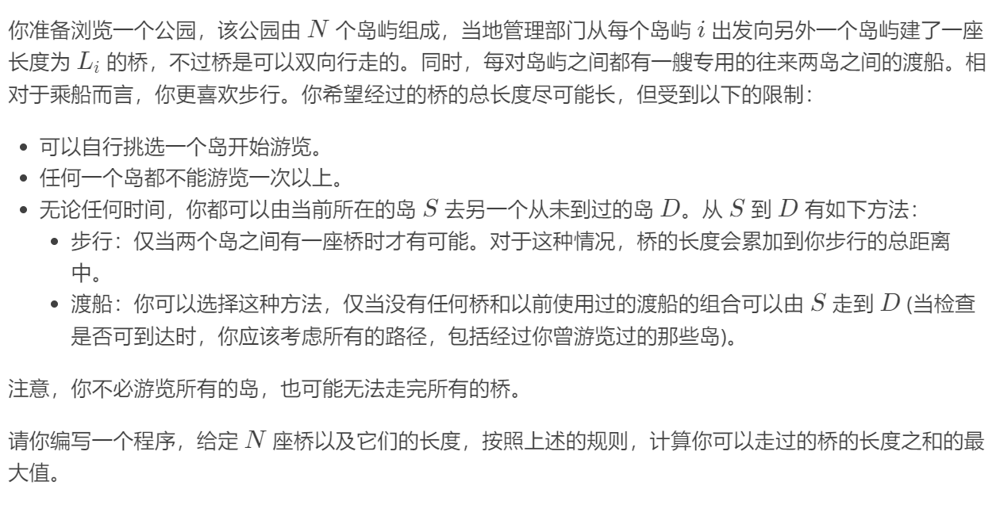 你准备浏览一个公园，该公园由 N 个岛屿组成，当地管理部门从每个岛屿 i 出发向另外一个岛屿建了一座
长度为 L_i 的桥，不过桥是可以双向行走的。同时，每对岛屿之间都有一艘专用的往来两岛之间的渡船。相
对于乘船而言，你更喜欢步行。你希望经过的桥的总长度尽可能长，但受到以下的限制：
• 可以自行挑选一个岛开始游览。
• 任何一个岛都不能游览一次以上。
• 无论任何时间，你都可以由当前所在的岛 S 去另一个从未到过的岛 D。从 S 到 D 有如下方法：
• 步行：仅当两个岛之间有一座桥时才有可能。对于这种情况，桥的长度会累加到你步行的总距离
中。
• 渡船：你可以选择这种方法，仅当没有任何桥和以前使用过的渡船的组合可以由 S 走到 D (当检查
是否可到达时，你应该考虑所有的路径，包括经过你曾游览过的那些岛)。
注意，你不必游览所有的岛，也可能无法走完所有的桥。
请你编写一个程序，给定 N 座桥以及它们的长度，按照上述的规则，计算你可以走过的桥的长度之和的最
大值。